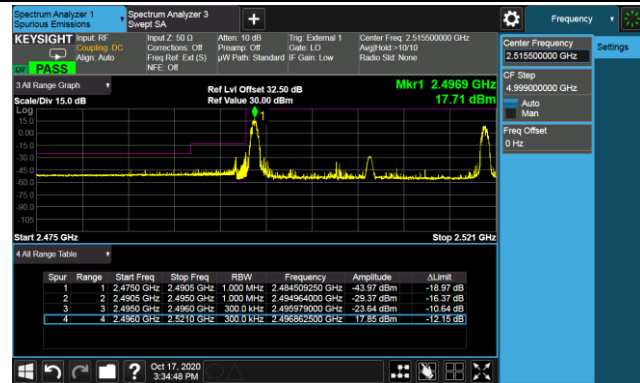 Spectrum Analyzer 1
Spurious Emissions
Spectrum Analyzer 3
Swept SA
Frequency
KEYSIGHT
Input: RF
Coupling: DC
Align: Auto
Input Z: 50 Ω
Corrections: Off
Freq Ref: Ext (S)
NFE: Off
Atten: 10 dB
Preamp: Off
µW Path: Standard
Trig: External 1
Gate: LO
IF Gain: Low
Center Freq: 2.515500000 GHz
Avg|Hold:>10/10
Radio Std: None
PASS
Center Frequency
2.515500000 GHz
Settings
CF Step
4.999000000 GHz
Auto
Man
Freq Offset
0 Hz
3 All Range Graph
Scale/Div 15.0 dB
Ref Lvl Offset 32.50 dB
Ref Value 30.00 dBm
Mkr1 2.4969 GHz
17.71 dBm
Log
15.0
0.00
-15.0
-30.0
-45.0
-60.0
-75.0
-90.0
-105
1
Start 2.475 GHz
Stop 2.521 GHz
4 All Range Table
Spur Range Start Freq Stop Freq RBW Frequency Amplitude ΔLimit
1 1 2.4750 GHz 2.4905 GHz 1.000 MHz 2.484509250 GHz -43.97 dBm -18.97 dB
2 2 2.4905 GHz 2.4950 GHz 1.000 MHz 2.494964000 GHz -29.37 dBm -16.37 dB
3 3 2.4950 GHz 2.4960 GHz 300.0 kHz 2.495979000 GHz -23.64 dBm -10.64 dB
4 4 2.4960 GHz 2.5210 GHz 300.0 kHz 2.496862500 GHz 17.85 dBm -12.15 dB
Oct 17, 2020
3:34:48 PM